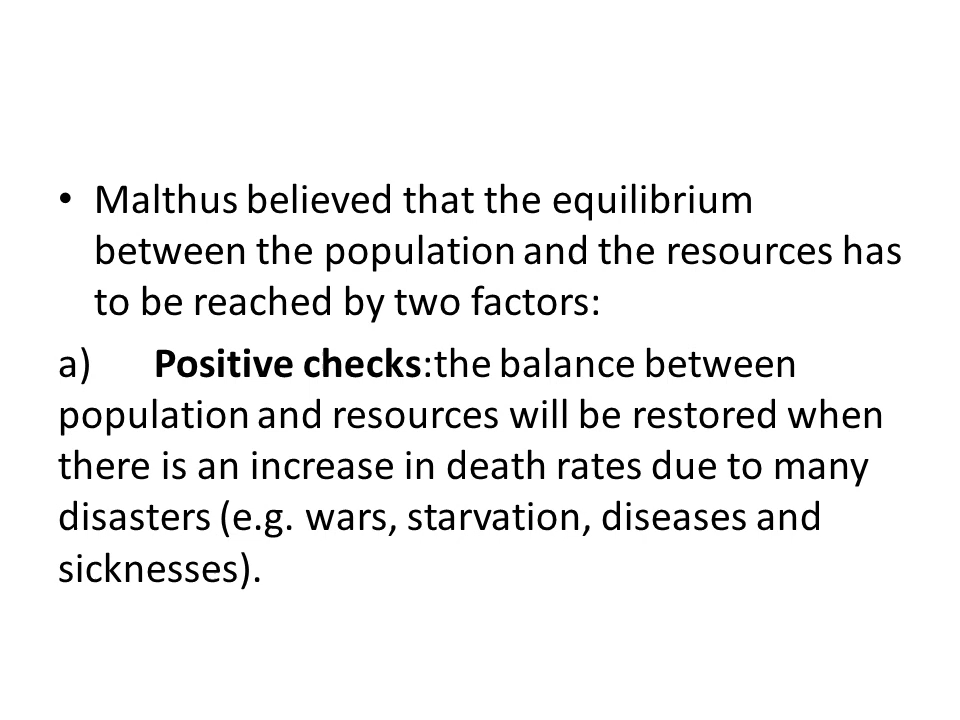 • Malthus believed that the equilibrium
between the population and the resources has
to be reached by two factors:
a) Positive checks:the balance between
population and resources will be restored when
there is an increase in death rates due to many
disasters (e.g. wars, starvation, diseases and
sicknesses).